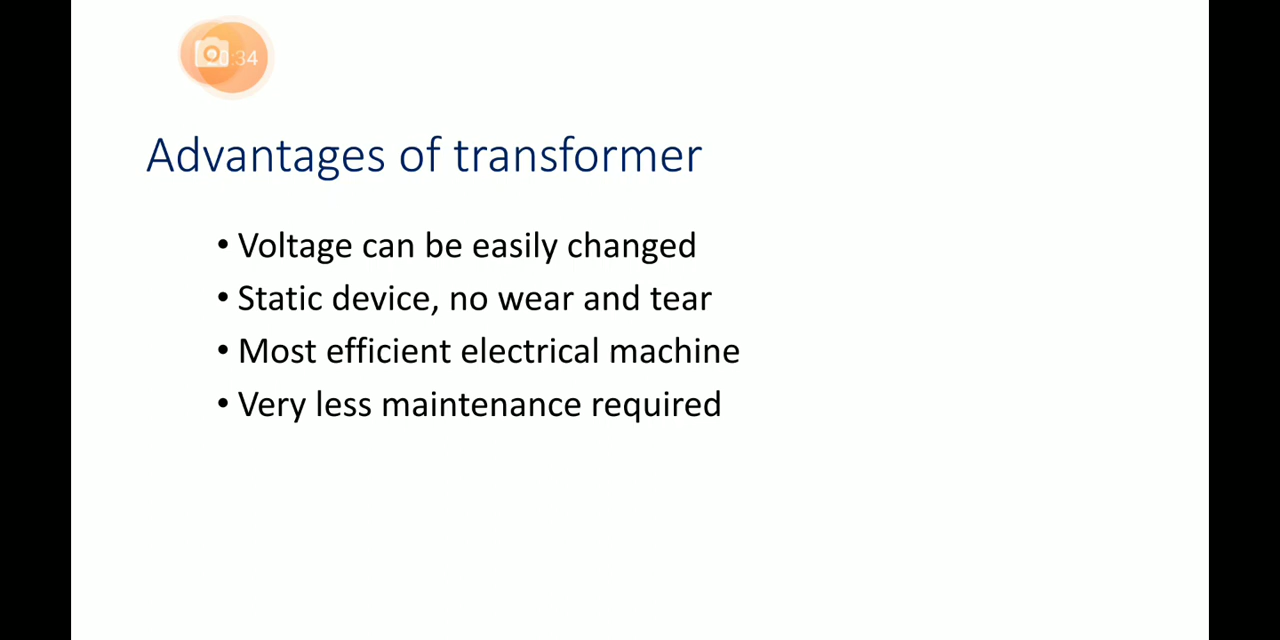 Advantages of transformer
• Voltage can be easily changed
• Static device, no wear and tear
• Most efficient electrical machine
• Very less maintenance required